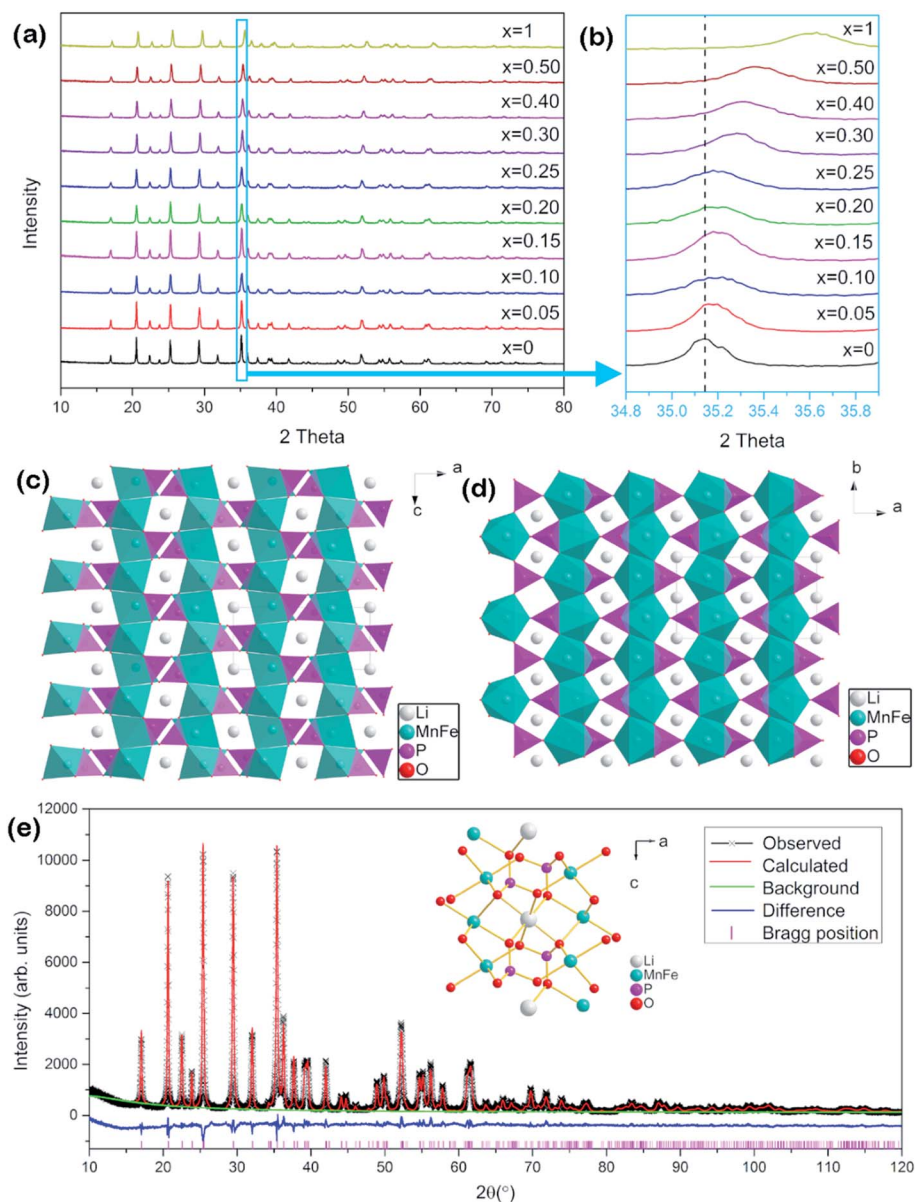 (a)
x=1
x=0.50
x=0.40
x=0.30
x=0.25
x=0.20
x=0.15
x=0.10
x=0.05
x=0
Intensity
10 20 30 40 50 60 70 80
2 Theta
(b)
x=1
x=0.50
x=0.40
x=0.30
x=0.25
x=0.20
x=0.15
x=0.10
x=0.05
x=0
34.8 35.0 35.2 35.4 35.6 35.8
2 Theta
(c)
a
c
Li
MnFe
P
O
(d)
b
a
Li
MnFe
P
O
(e)
12000
10000
8000
6000
4000
2000
0
Intensity (arb. units)
a
c
Li
MnFe
P
O
Observed
Calculated
Background
Difference
Bragg position
10 20 30 40 50 60 70 80 90 100 110 120
2θ(°)